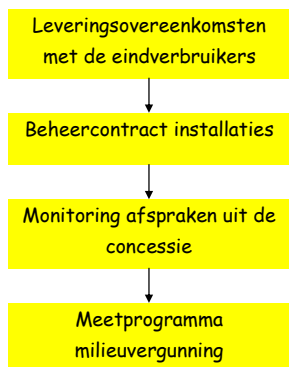 Leveringsovereenkomsten
met de eindverbruikers
Beheercontract installaties
Monitoring afspraken uit de
concessie
Meetprogramma
milieuvergunning